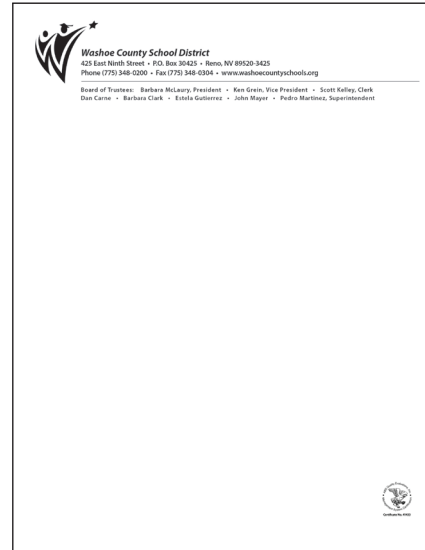 Washoe County School District
425 East Ninth Street • P.O. Box 30425 • Reno, NV 89520-3425
Phone (775) 348-0200 • Fax (775) 348-0304 • www.washoecountyschools.org
Board of Trustees: Barbara McLaury, President • Ken Grein, Vice President • Scott Kelley, Clerk
Dan Carne • Barbara Clark • Estela Gutierrez • John Mayer • Pedro Martinez, Superintendent
Certificate No.